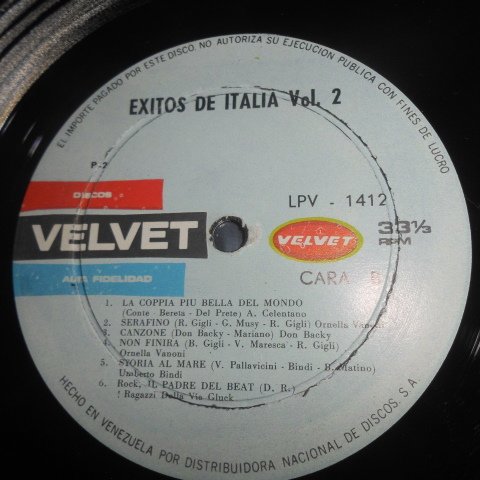 EL IMPORTE PAGADO POR ESTE DISCO, NO AUTORIZA SU EJECUCION PUBLICA CON FINES DE LUCRO
EXITOS DE ITALIA Vol. 2
P-2
DISCOS
VELVET
ALTA FIDELIDAD
LPV - 1412
VELVET
33⅓
RPM
CARA B
1. LA COPPIA PIU BELLA DEL MONDO
(Conte - Bereta - Del Prete) A. Celentano
2. SERAFINO (R. Gigli - G. Musy - R. Gigli) Ornella Vanoni
3. CANZONE (Don Backy - Mariano) Don Backy
4. NON FINIRA (B. Gigli - V. Maresca - R. Gigli)
Ornella Vanoni
5. STORIA AL MARE (V. Pallavicini - Bindi - B. Matino)
Umberto Bindi
6. Rock, IL PADRE DEL BEAT (D. R.)
I Ragazzi Dalla Via Gluck
HECHO EN VENEZUELA POR DISTRIBUIDORA NACIONAL DE DISCOS, S.A.